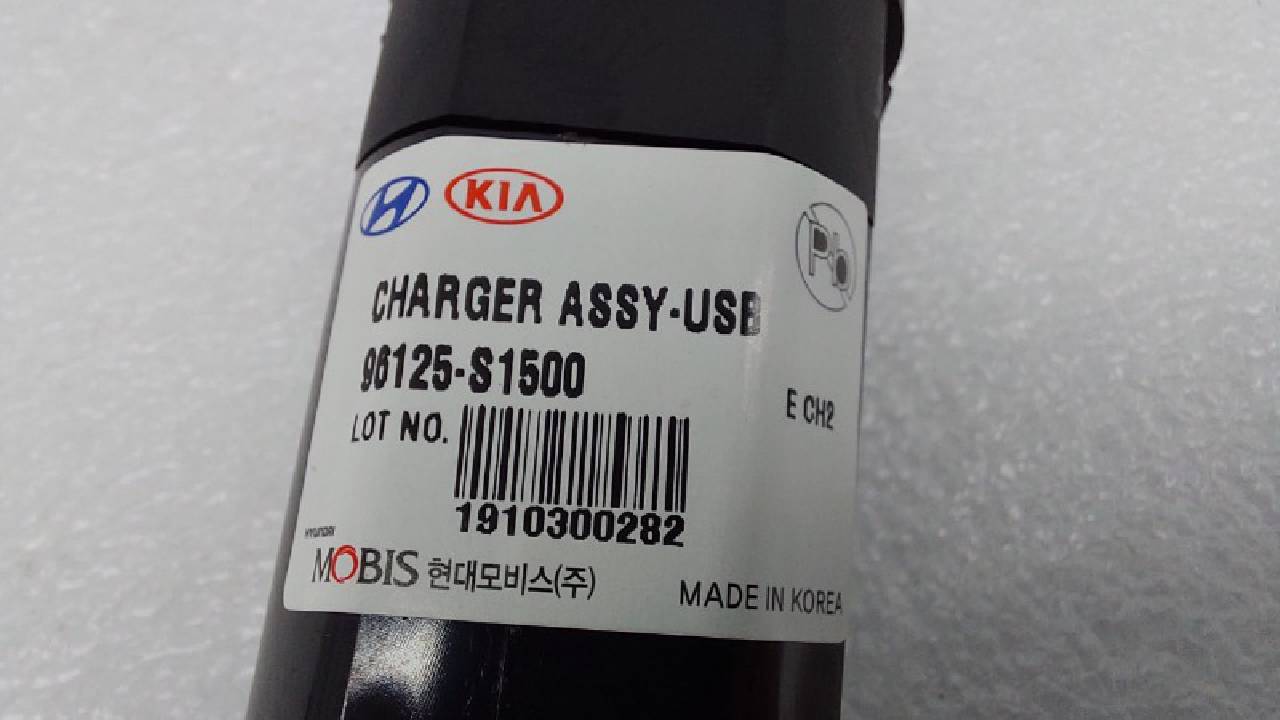 KIA
Pb
CHARGER ASSY-USB
96125-S1500
E CH2
LOT NO.
1910300282
HYUNDAI
MOBIS 현대모비스(주)
MADE IN KOREA